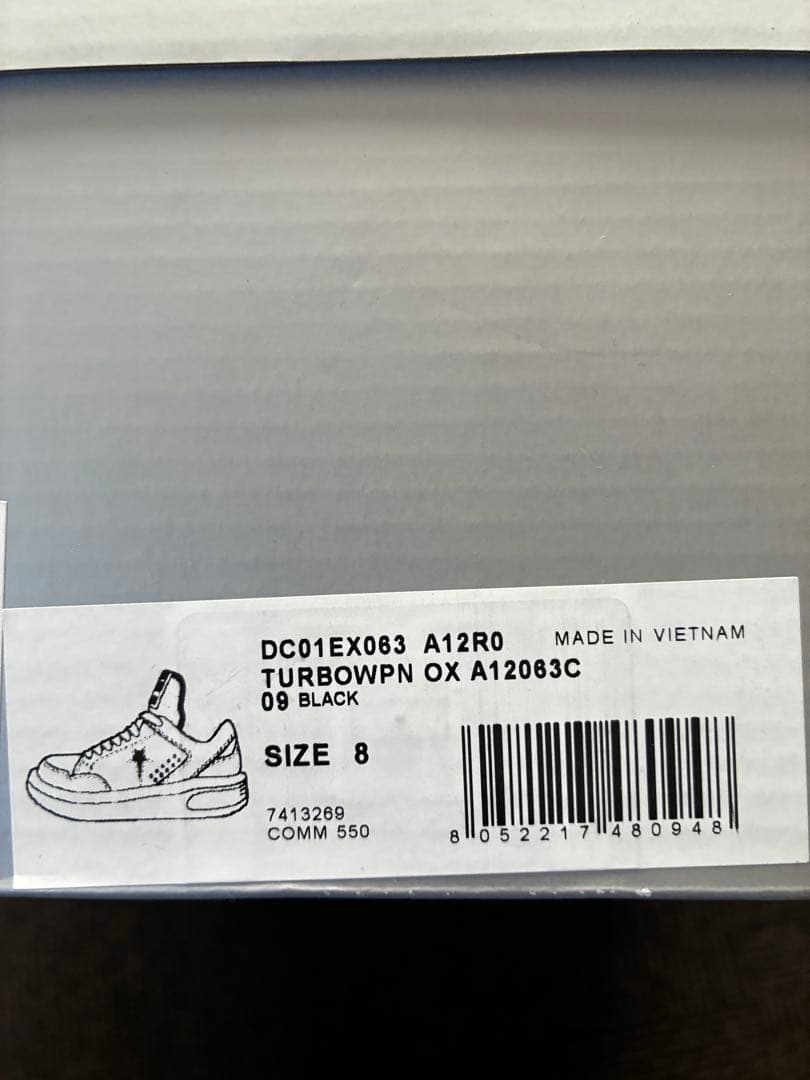 DC01EX063 A12R0
MADE IN VIETNAM
TURBOWPN OX A12063C
09 BLACK
SIZE 8
7413269
COMM 550
8 052217 480948